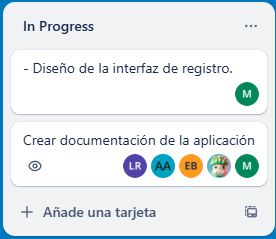 In Progress
- Diseño de la interfaz de registro.
M
Crear documentación de la aplicación
LR AA EB M
Añade una tarjeta